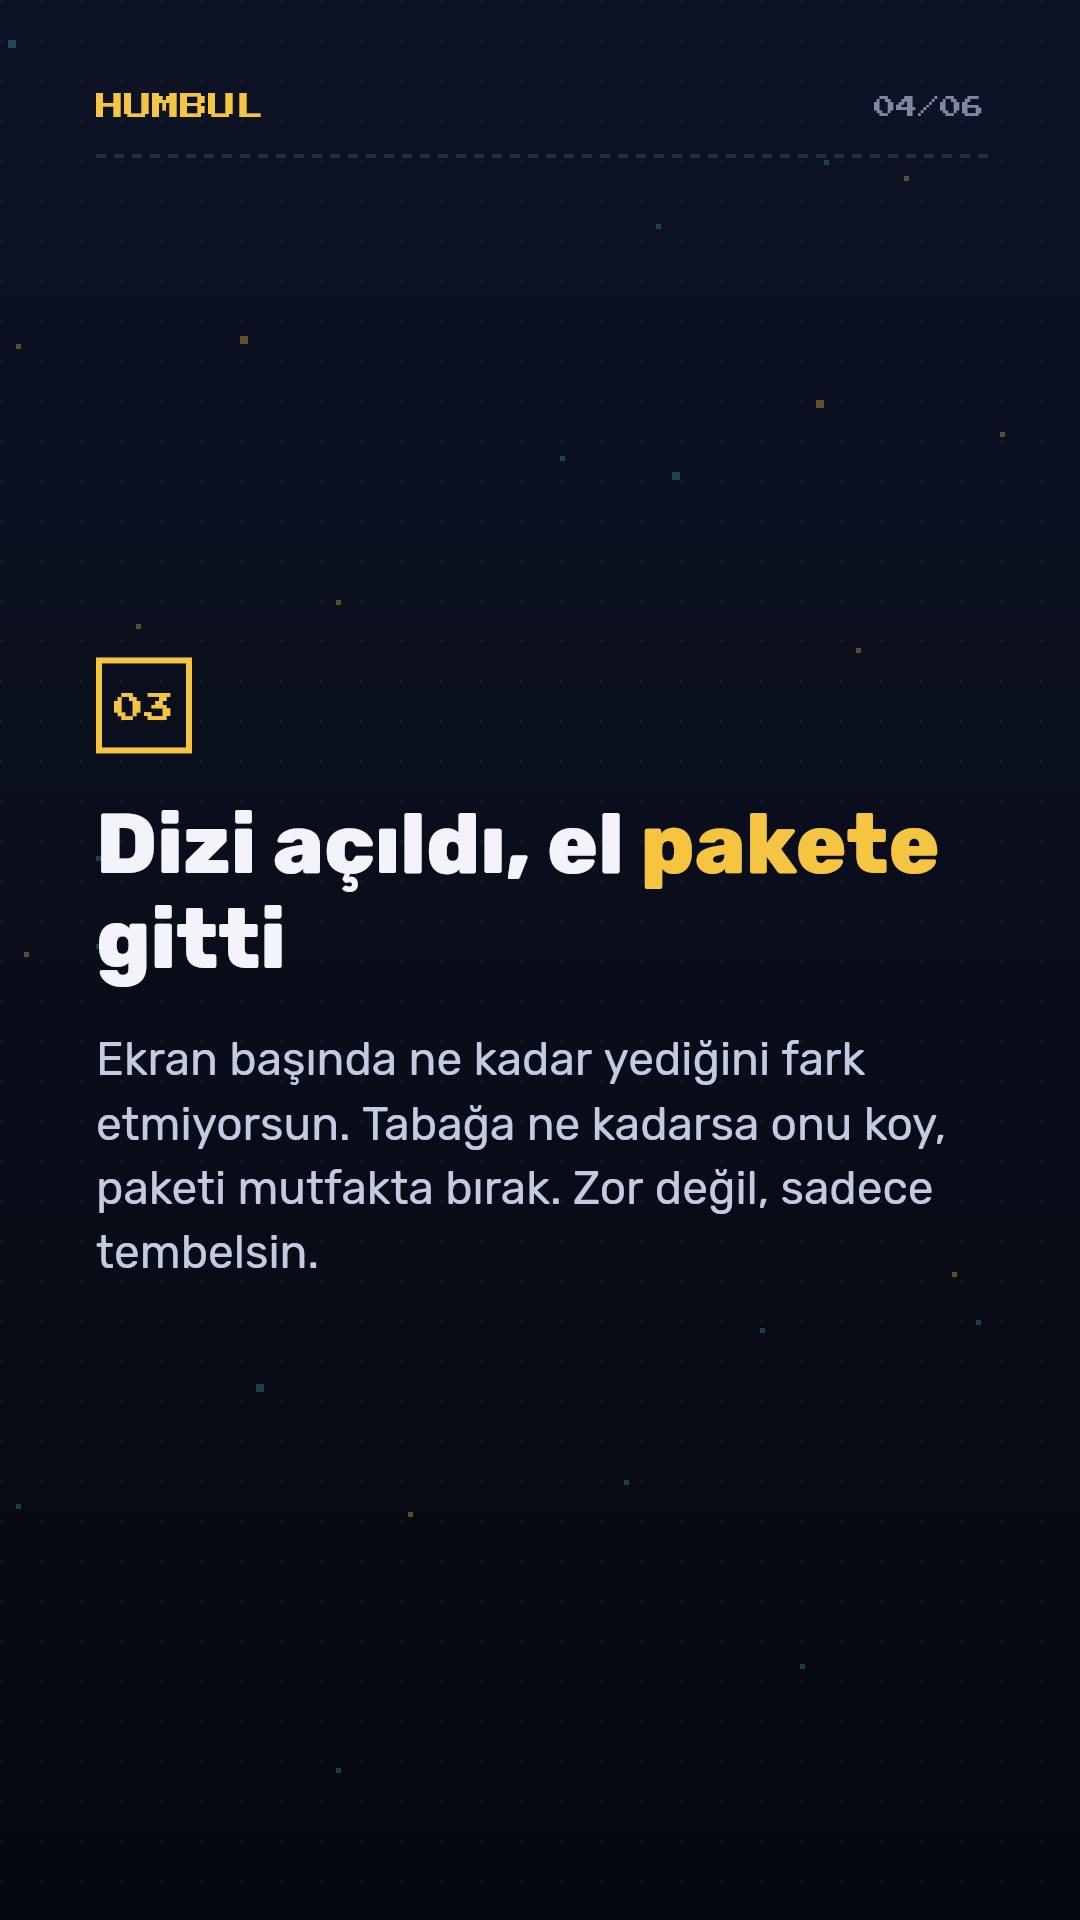 HUMBUL
04/06
03
Dizi açıldı, el pakete
gitti
Ekran başında ne kadar yediğini fark
etmiyorsun. Tabağa ne kadarsa onu koy,
paketi mutfakta bırak. Zor değil, sadece
tembelsin.